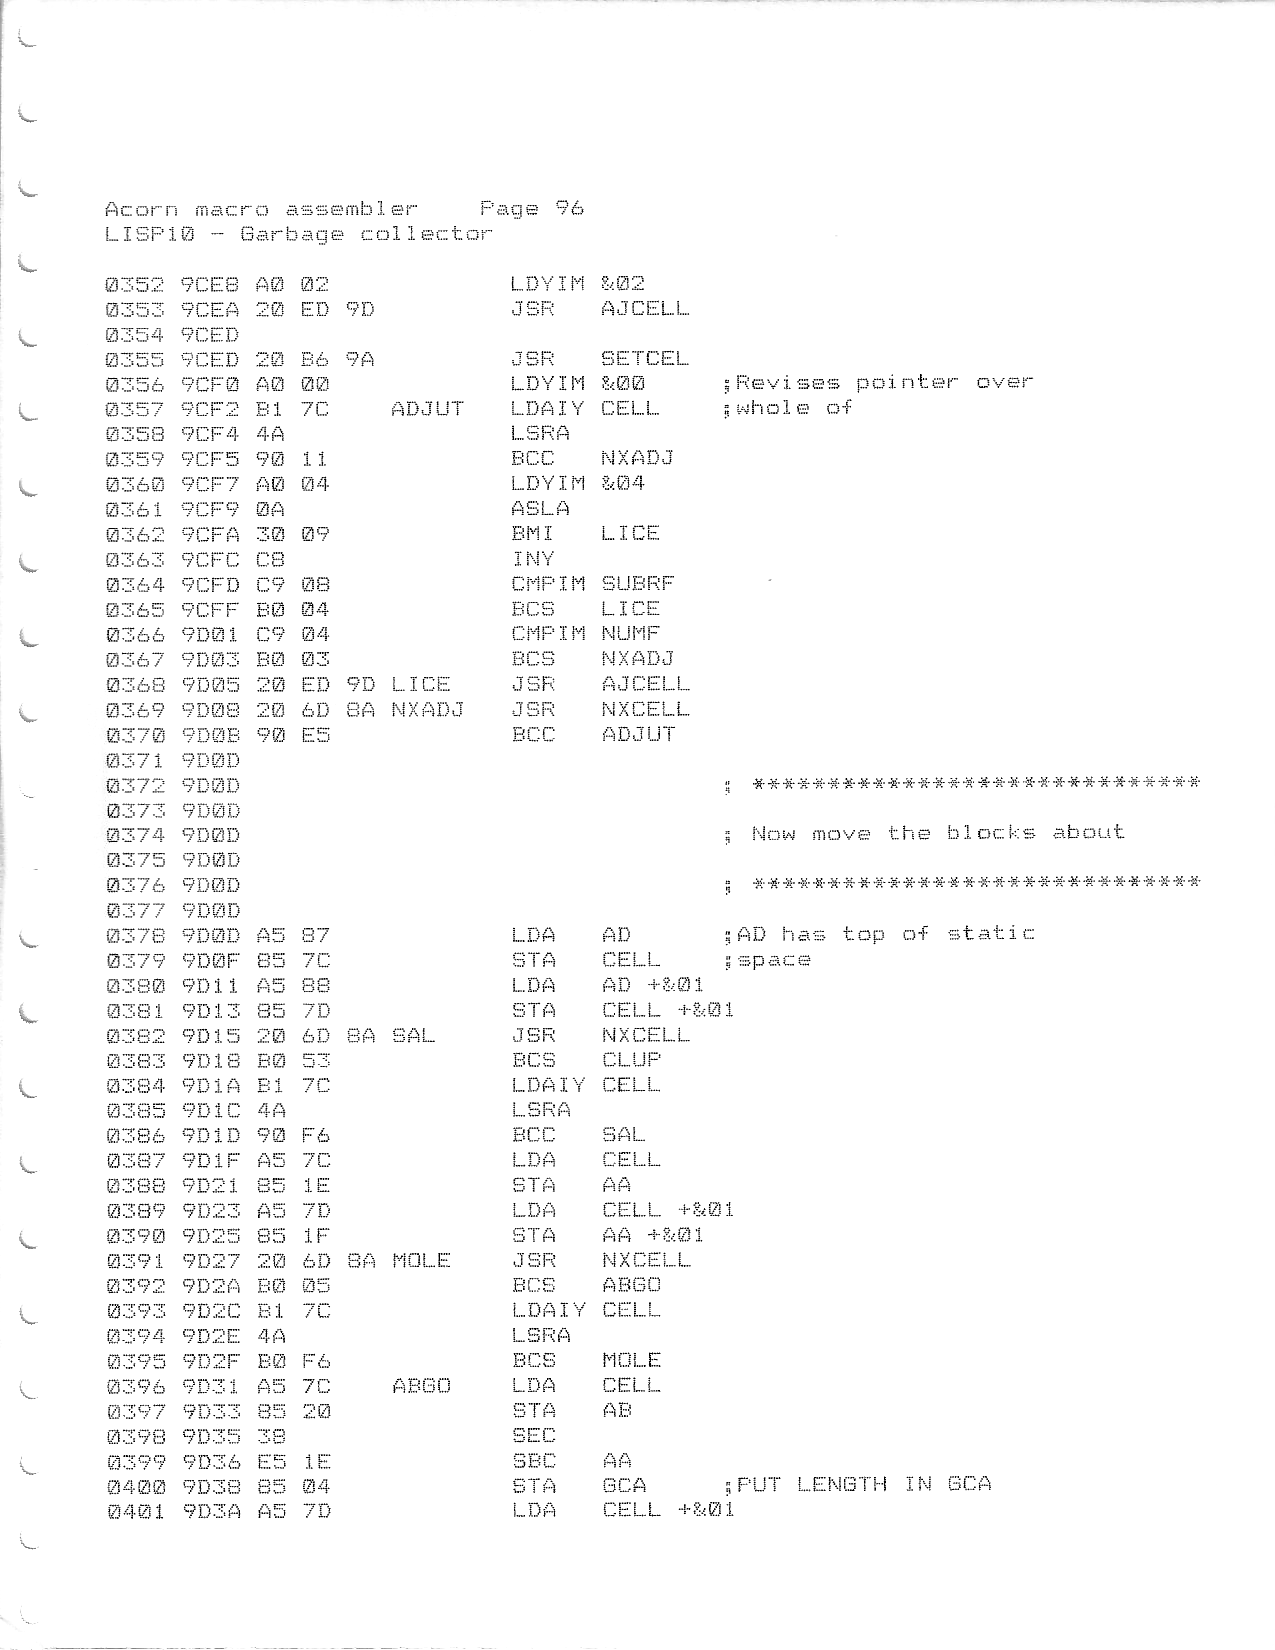 Acorn macro assembler    Page 96
LISP10 - Garbage collector
0352 9CE8 A0 02            LDYIM &02
0353 9CEA 20 ED 9D         JSR   AJCELL
0354 9CED
0355 9CED 20 B6 9A         JSR   SETCEL
0356 9CF0 A0 00            LDYIM &00     ;Revises pointer over
0357 9CF2 B1 7C    ADJUT   LDAIY CELL    ;whole of
0358 9CF4 4A               LSRA
0359 9CF5 90 11            BCC   NXADJ
0360 9CF7 A0 04            LDYIM &04
0361 9CF9 0A               ASLA
0362 9CFA 30 09            BMI   LICE
0363 9CFC C8               INY
0364 9CFD C9 08            CMPIM SUBRF
0365 9CFF B0 04            BCS   LICE
0366 9D01 C9 04            CMPIM NUMF
0367 9D03 B0 03            BCS   NXADJ
0368 9D05 20 ED 9D LICE    JSR   AJCELL
0369 9D08 20 6D 8A NXADJ   JSR   NXCELL
0370 9D0B 90 E5            BCC   ADJUT
0371 9D0D
0372 9D0D                                ; ******************************
0373 9D0D
0374 9D0D                                ; Now move the blocks about
0375 9D0D
0376 9D0D                                ; ******************************
0377 9D0D
0378 9D0D A5 87            LDA   AD      ;AD has top of static
0379 9D0F 85 7C            STA   CELL    ;space
0380 9D11 A5 88            LDA   AD +&01
0381 9D13 85 7D            STA   CELL +&01
0382 9D15 20 6D 8A SAL     JSR   NXCELL
0383 9D18 B0 53            BCS   CLUP
0384 9D1A B1 7C            LDAIY CELL
0385 9D1C 4A               LSRA
0386 9D1D 90 F6            BCC   SAL
0387 9D1F A5 7C            LDA   CELL
0388 9D21 85 1E            STA   AA
0389 9D23 A5 7D            LDA   CELL +&01
0390 9D25 85 1F            STA   AA +&01
0391 9D27 20 6D 8A MOLE    JSR   NXCELL
0392 9D2A B0 05            BCS   ABGO
0393 9D2C B1 7C            LDAIY CELL
0394 9D2E 4A               LSRA
0395 9D2F B0 F6            BCS   MOLE
0396 9D31 A5 7C    ABGO    LDA   CELL
0397 9D33 85 20            STA   AB
0398 9D35 38               SEC
0399 9D36 E5 1E            SBC   AA
0400 9D38 85 04            STA   GCA     ;PUT LENGTH IN GCA
0401 9D3A A5 7D            LDA   CELL +&01